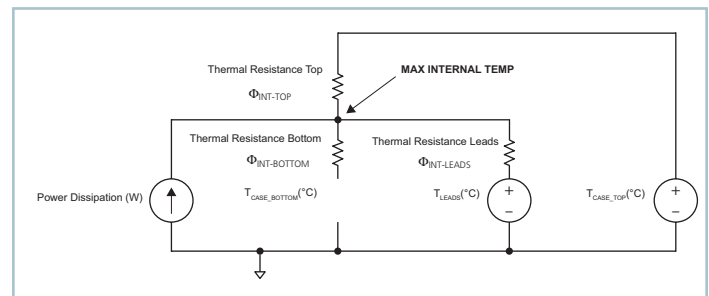 Thermal Resistance Top
MAX INTERNAL TEMP
ΦINT-TOP
Thermal Resistance Bottom
Thermal Resistance Leads
ΦINT-BOTTOM
ΦINT-LEADS
Power Dissipation (W)
TCASE_BOTTOM(°C)
TLEADS(°C)
TCASE_TOP(°C)
+
–
+
–